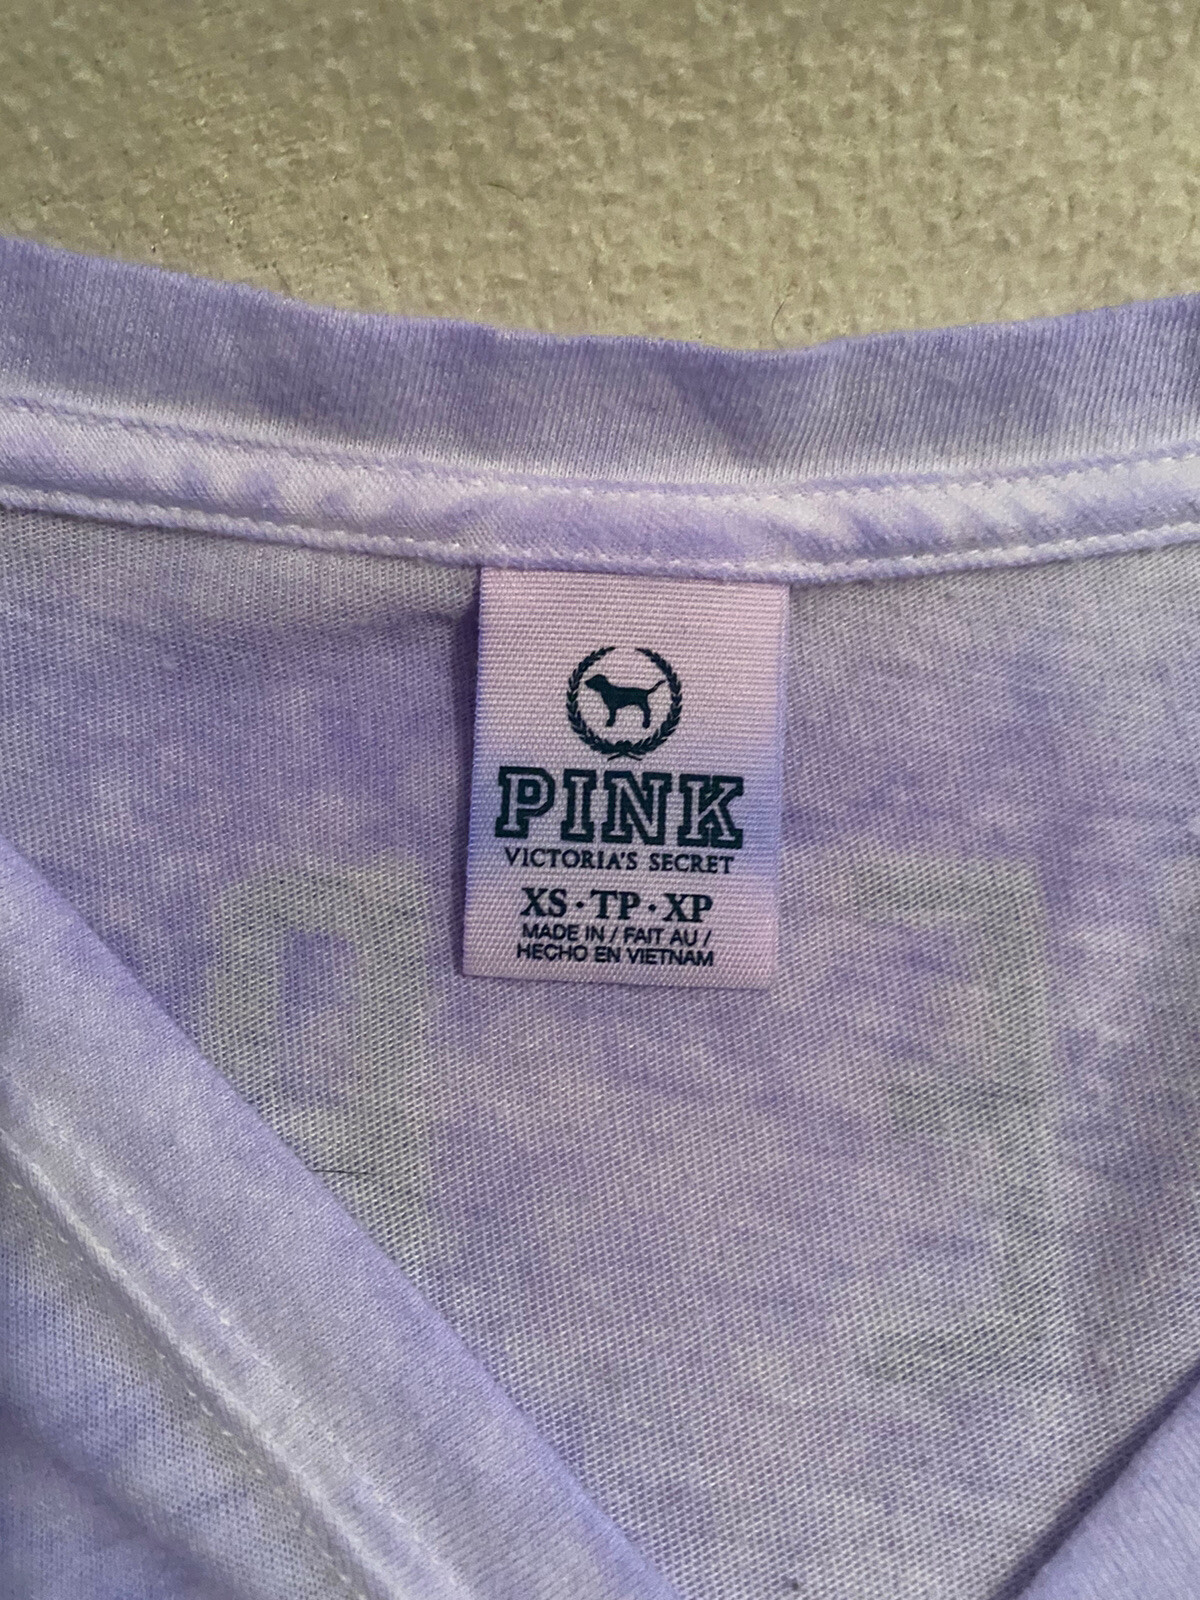 PINK
VICTORIA'S SECRET
XS · TP · XP
MADE IN / FAIT AU /
HECHO EN VIETNAM